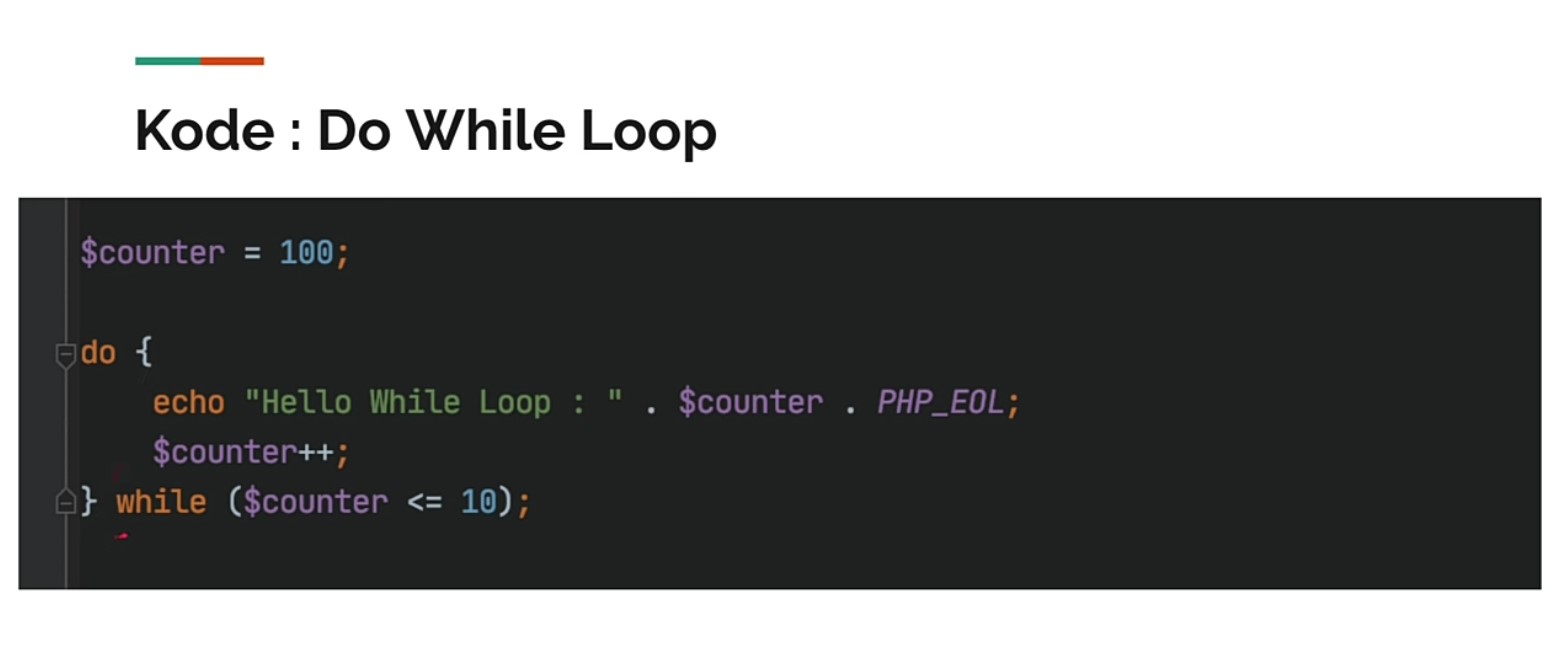 Kode : Do While Loop
$counter = 100;
do {
    echo "Hello While Loop : " . $counter . PHP_EOL;
    $counter++;
} while ($counter <= 10);